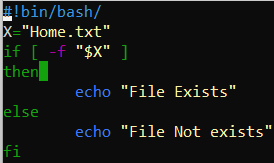 #!bin/bash/
X="Home.txt"
if [ -f "$X" ]
then
echo "File Exists"
else
echo "File Not exists"
fi